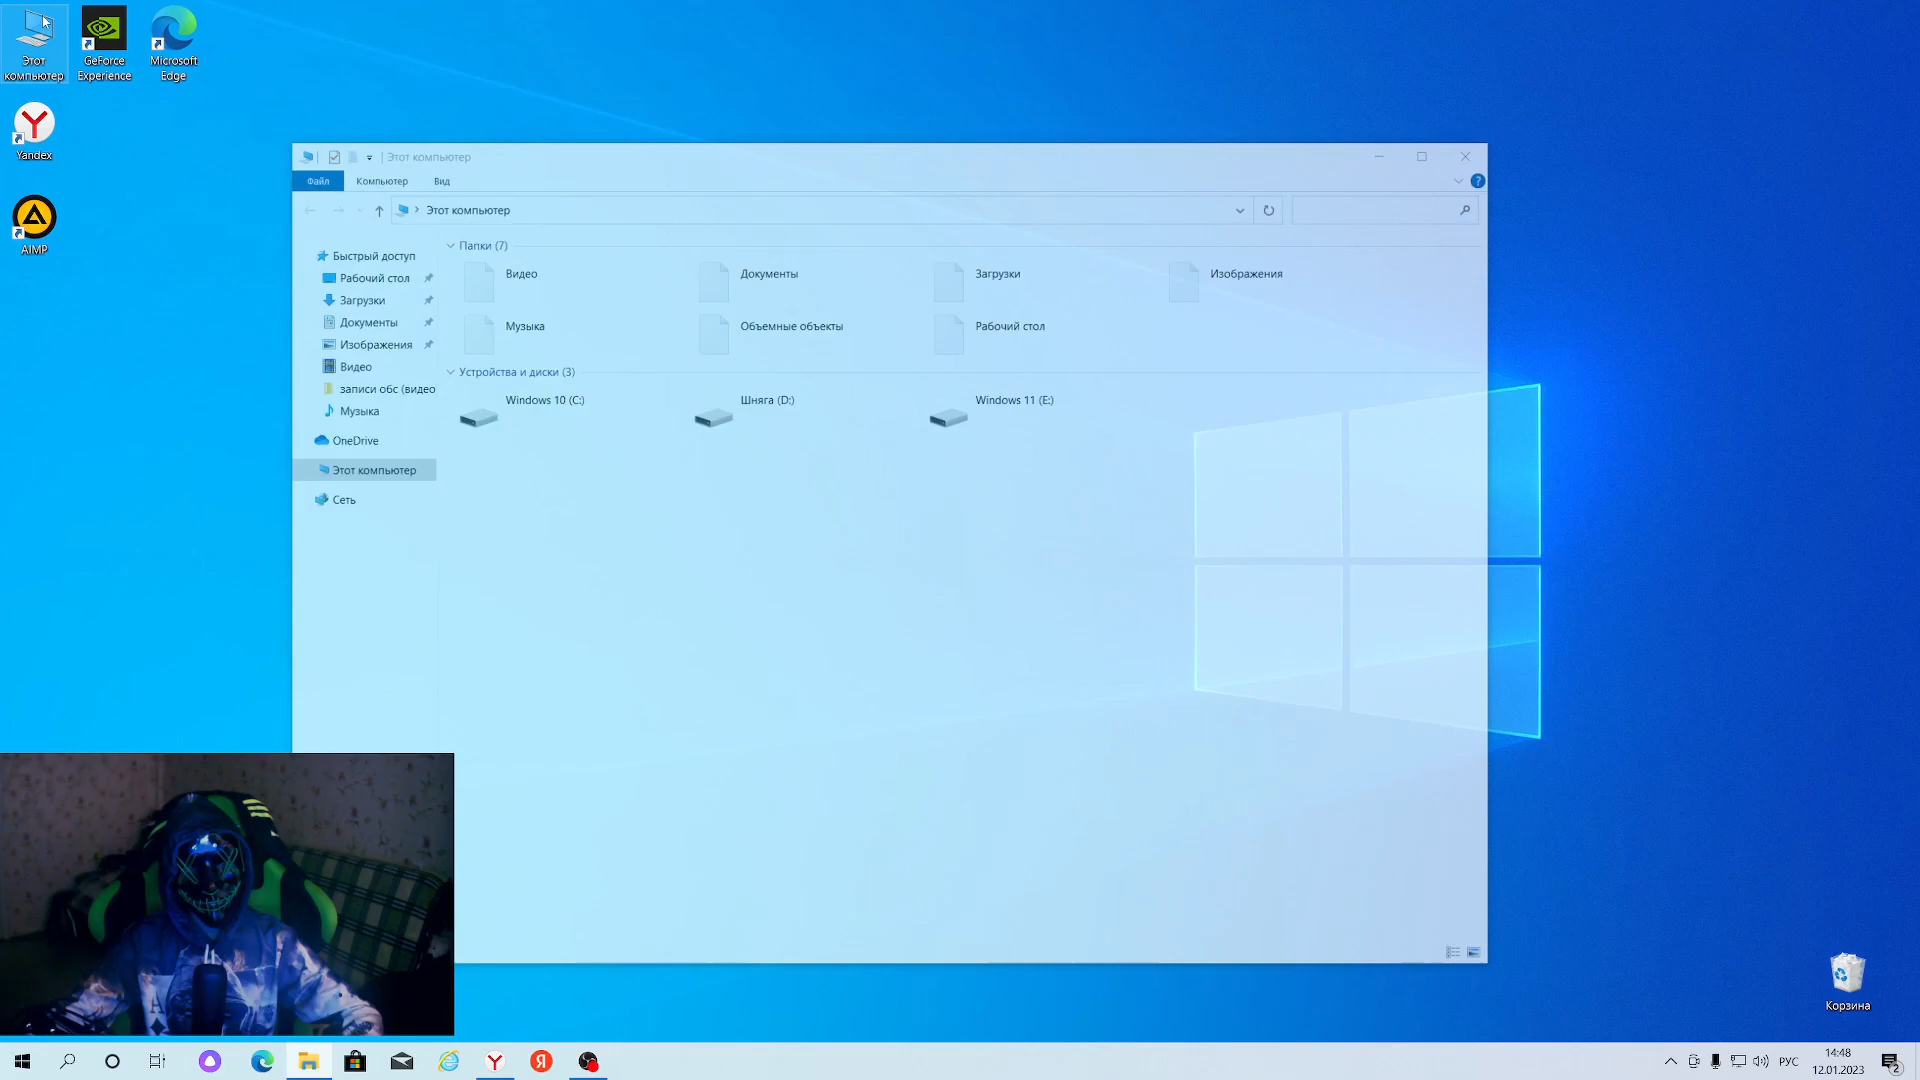 Этот
компьютер
GeForce
Experience
Microsoft
Edge
Yandex
AIMP
Этот компьютер
Файл
Компьютер
Вид
Этот компьютер
Быстрый доступ
Рабочий стол
Загрузки
Документы
Изображения
Видео
записи обс (видео
Музыка
OneDrive
Этот компьютер
Сеть
Папки (7)
Видео
Документы
Загрузки
Изображения
Музыка
Объемные объекты
Рабочий стол
Устройства и диски (3)
Windows 10 (C:)
Шняга (D:)
Windows 11 (E:)
Корзина
РУС
14:48
12.01.2023
2